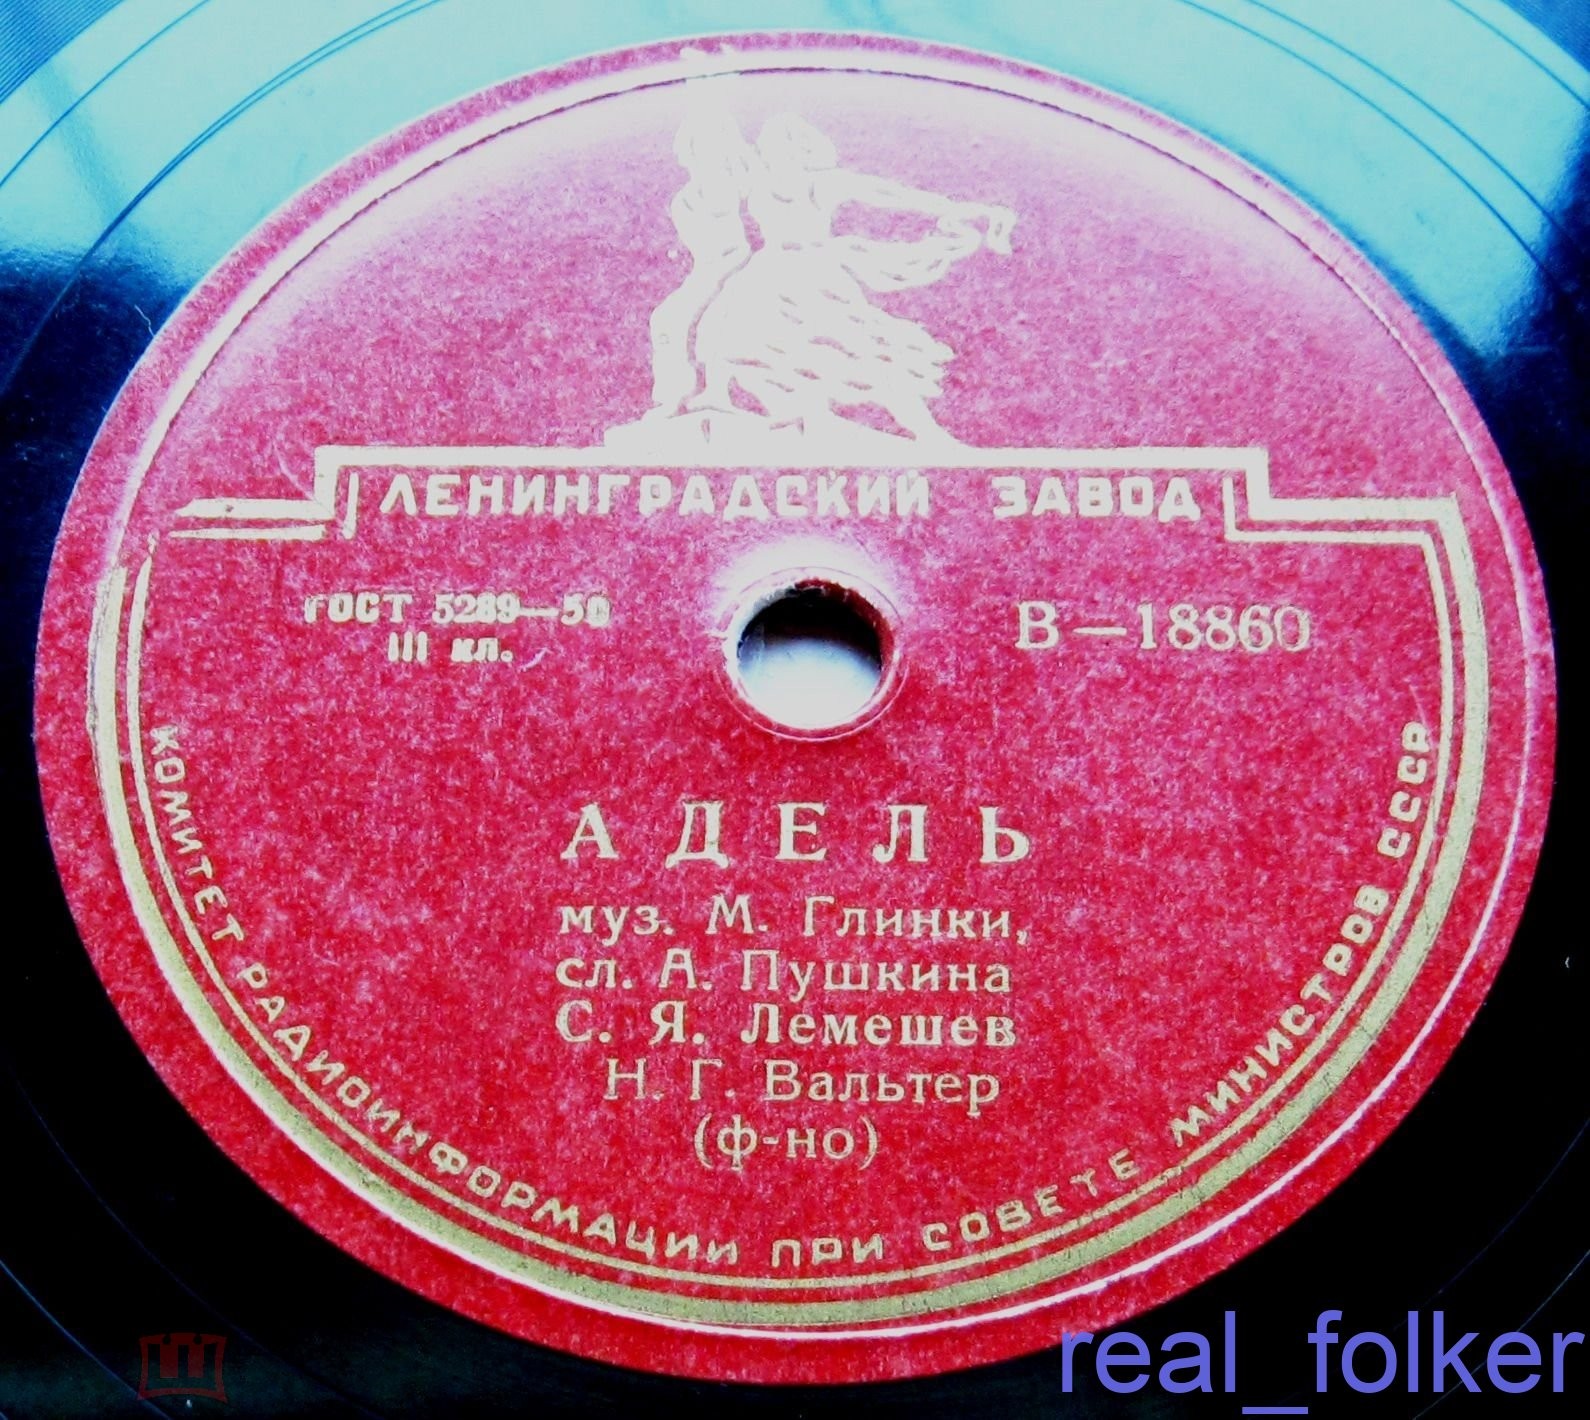 ЛЕНИНГРАДСКИЙ ЗАВОД
ГОСТ 5289—50
III кл.
В—18860
АДЕЛЬ
муз. М. Глинки,
сл. А. Пушкина
С. Я. Лемешев
Н. Г. Вальтер
(ф-но)
КОМИТЕТ РАДИОИНФОРМАЦИИ ПРИ СОВЕТЕ МИНИСТРОВ СССР
real_folker